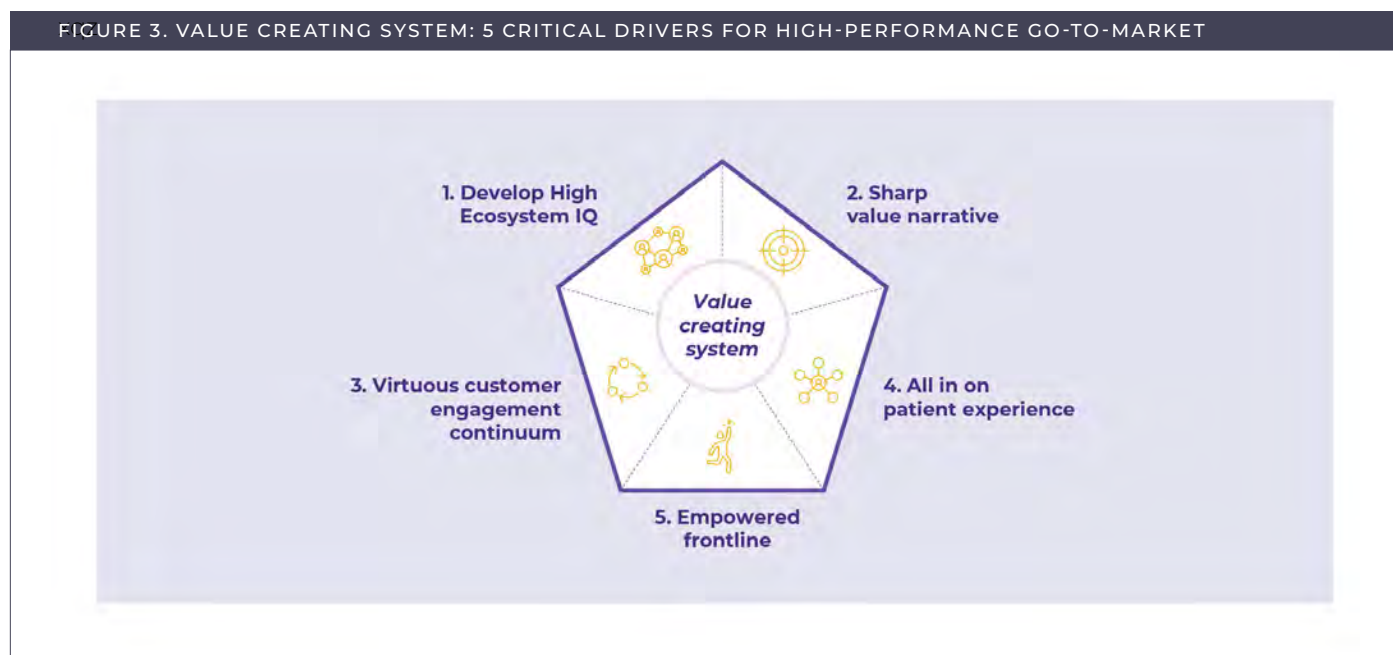 FIGURE 3. VALUE CREATING SYSTEM: 5 CRITICAL DRIVERS FOR HIGH-PERFORMANCE GO-TO-MARKET
1. Develop High
Ecosystem IQ
2. Sharp
value narrative
Value
creating
system
3. Virtuous customer
engagement
continuum
4. All in on
patient experience
5. Empowered
frontline